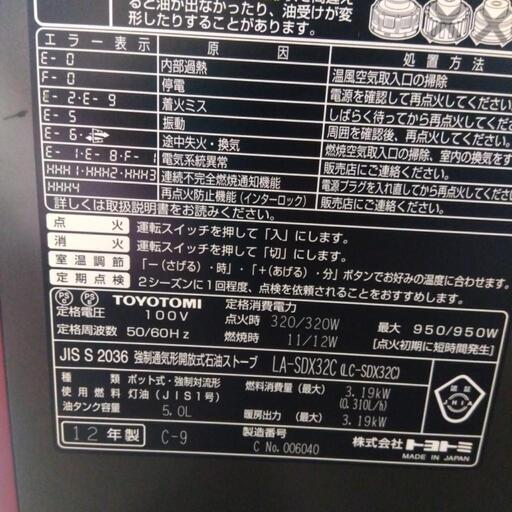 ると油が出なかったり、油受けが変
形したりすることがあります。
エラー表示 原因 処置方法
E-0 内部過熱 温風空気取入口の掃除
F-0 停電 電源を確認して再点火してください
E-2・E-9 着火ミス しばらく待ってから再点火してください
E-5 振動 周囲を確認後、再点火してください
E-6・ 途中失火・換気 燃焼空気取入口の掃除、室内の換気をす
E-1・E-8・F-1 電気系統異常 販売店にご連絡ください
HHH1・HHH2・HHH3 連続不完全燃焼通知機能 電源プラグを入れ直してから再点火して
HHH4 再点火防止機能(インターロック) 販売店にご連絡ください
詳しくは取扱説明書をお読みください。
点火 運転スイッチを押して「入」にします。
消火 運転スイッチを押して「切」にします。
室温調節 「ー(さげる)・時」・「+(あげる)・分」ボタンでお好みの温度に合わせます。
定期点検 2シーズンに1回程度、点検を依頼されることをおすすめします。
PS PS TOYOTOMI 定格消費電力
定格電圧 100V 点火時 320/320W 最大 950/950W
定格周波数 50/60Hz 燃焼時 11/12W [点火初期に短時間]
JIS S 2036 強制通気形開放式石油ストーブ LA-SDX32C (LC-SDX32C)
種類 ポット式・強制対流形 燃料消費量(最大) 3.19kW
使用燃料 灯油(JIS1号) (0.310L/h)
油タンク容量 5.0L 暖房出力(最大) 3.19kW
認証
JHIA
12年製 C-9 製造番号 株式会社トヨトミ
C No.006040 MADE IN JAPAN